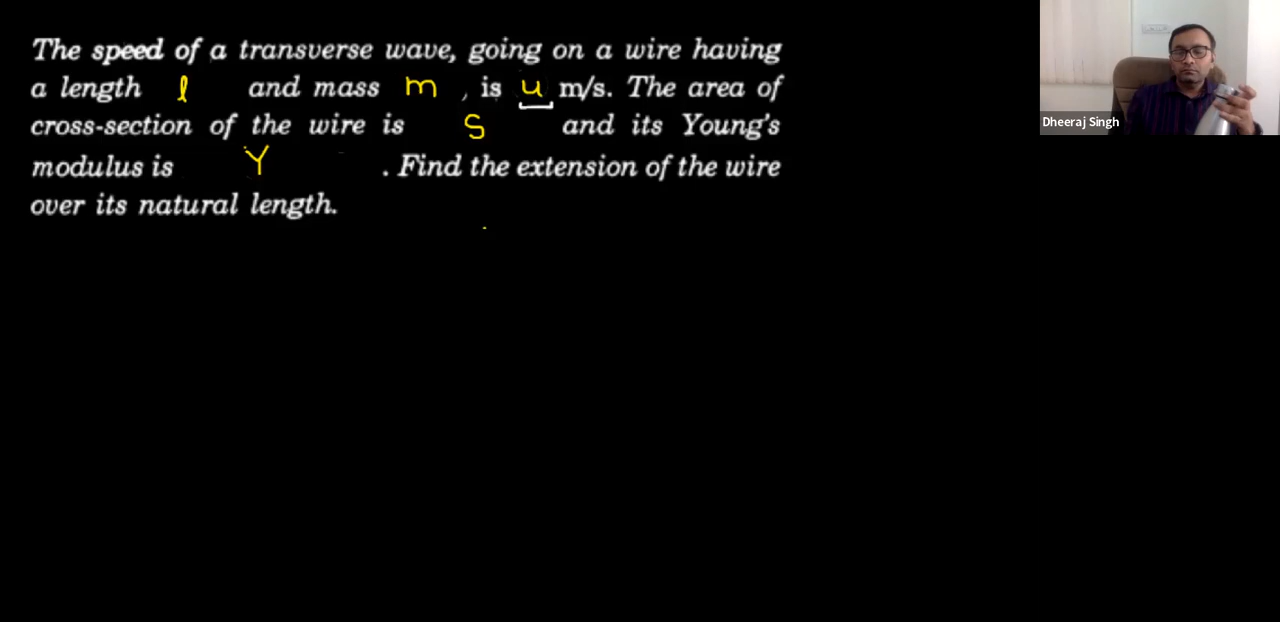 The speed of a transverse wave, going on a wire having
a length l and mass m , is u m/s. The area of
cross-section of the wire is S and its Young's
modulus is Y . Find the extension of the wire
over its natural length.
Dheeraj Singh